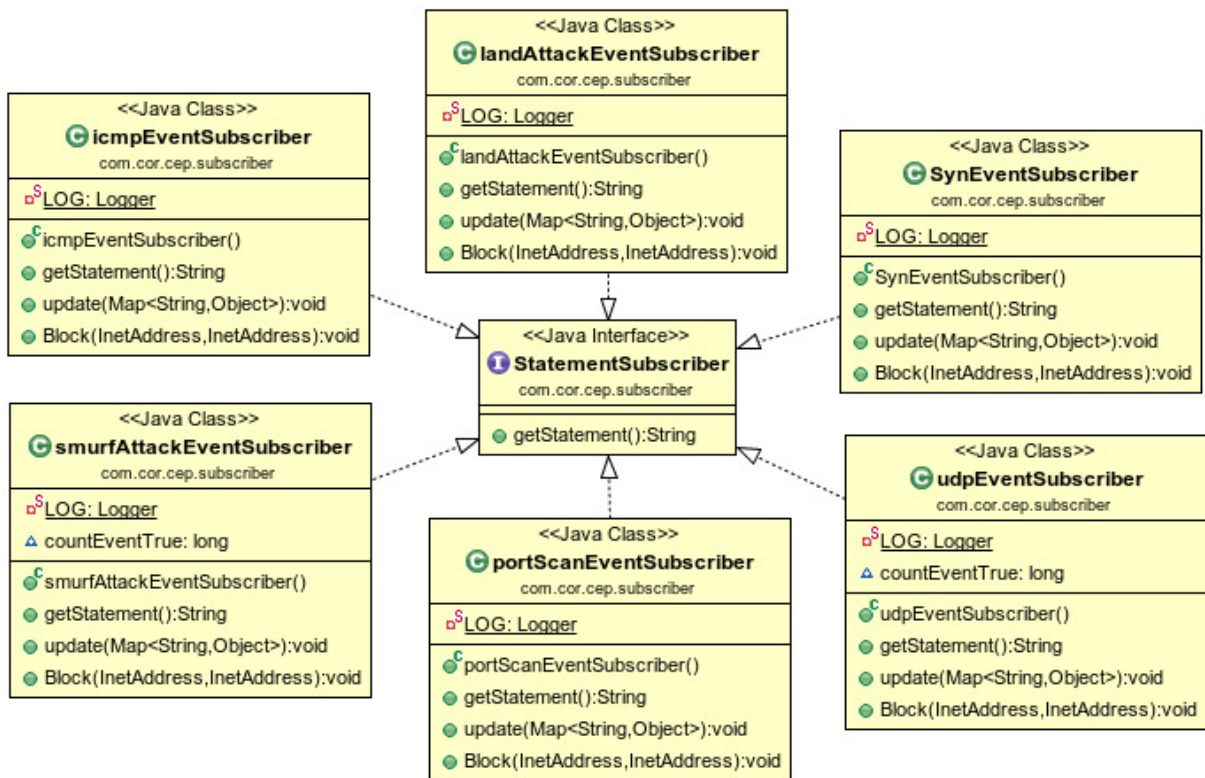 <<Java Class>>
landAttackEventSubscriber
com.cor.cep.subscriber
LOG: Logger
landAttackEventSubscriber()
getStatement():String
update(Map<String,Object>):void
Block(InetAddress,InetAddress):void
<<Java Class>>
icmpEventSubscriber
com.cor.cep.subscriber
LOG: Logger
icmpEventSubscriber()
getStatement():String
update(Map<String,Object>):void
Block(InetAddress,InetAddress):void
<<Java Class>>
SynEventSubscriber
com.cor.cep.subscriber
LOG: Logger
SynEventSubscriber()
getStatement():String
update(Map<String,Object>):void
Block(InetAddress,InetAddress):void
<<Java Interface>>
StatementSubscriber
com.cor.cep.subscriber
getStatement():String
<<Java Class>>
smurfAttackEventSubscriber
com.cor.cep.subscriber
LOG: Logger
countEventTrue: long
smurfAttackEventSubscriber()
getStatement():String
update(Map<String,Object>):void
Block(InetAddress,InetAddress):void
<<Java Class>>
portScanEventSubscriber
com.cor.cep.subscriber
LOG: Logger
portScanEventSubscriber()
getStatement():String
update(Map<String,Object>):void
Block(InetAddress,InetAddress):void
<<Java Class>>
udpEventSubscriber
com.cor.cep.subscriber
LOG: Logger
countEventTrue: long
udpEventSubscriber()
getStatement():String
update(Map<String,Object>):void
Block(InetAddress,InetAddress):void